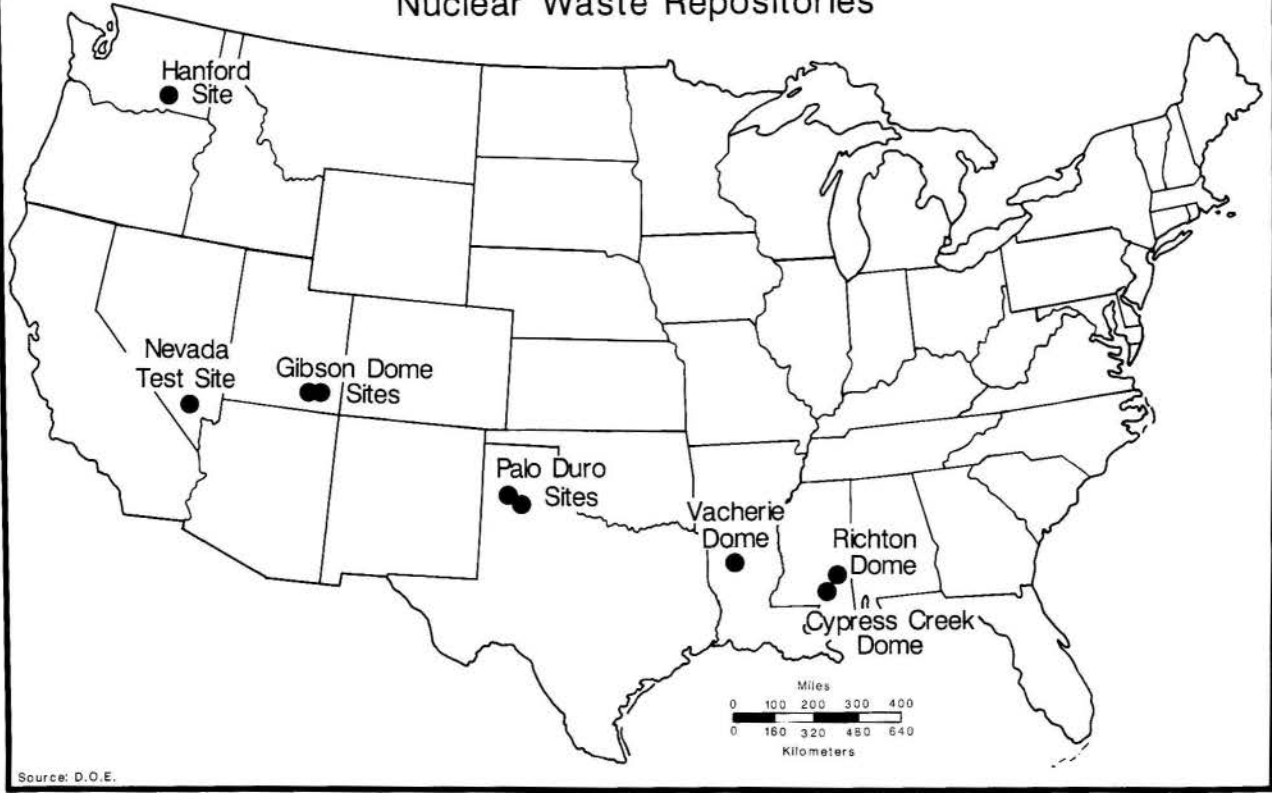 Nuclear Waste Repositories
Hanford
Site
Nevada
Test Site
Gibson Dome
Sites
Palo Duro
Sites
Vacherie
Dome
Richton
Dome
Cypress Creek
Dome
Miles
0 100 200 300 400
0 160 320 480 640
Kilometers
Source: D.O.E.